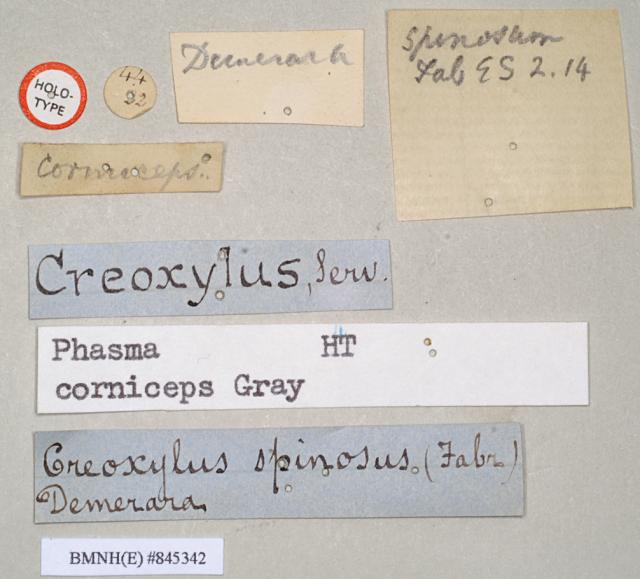 HOLO-
TYPE
44
92
Demerara
Spinosum
Fab ES 2.14
Corniceps.
Creoxylus, Serv.
Phasma HT
corniceps Gray
Creoxylus spinosus. (Fabr)
Demerara
BMNH(E) #845342